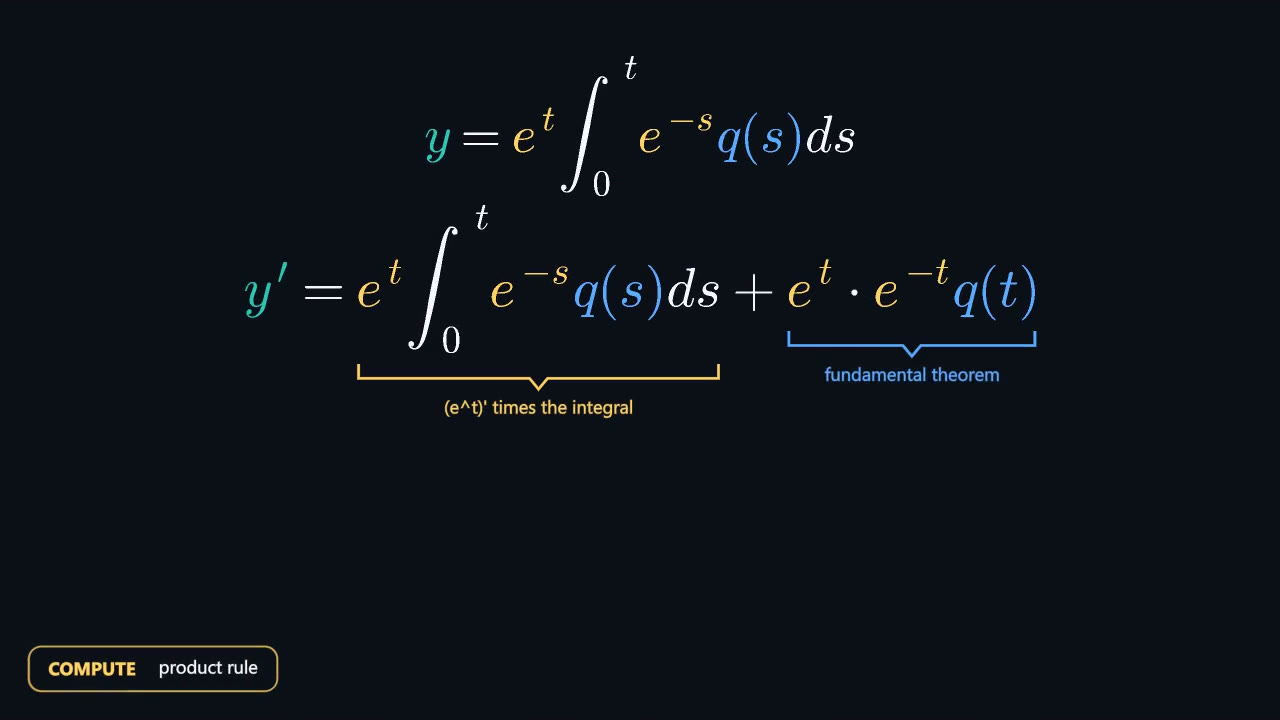 y = e^t ∫_0^t e^{-s} q(s) ds
y' = e^t ∫_0^t e^{-s} q(s) ds + e^t · e^{-t} q(t)
fundamental theorem
(e^t)' times the integral
COMPUTE product rule